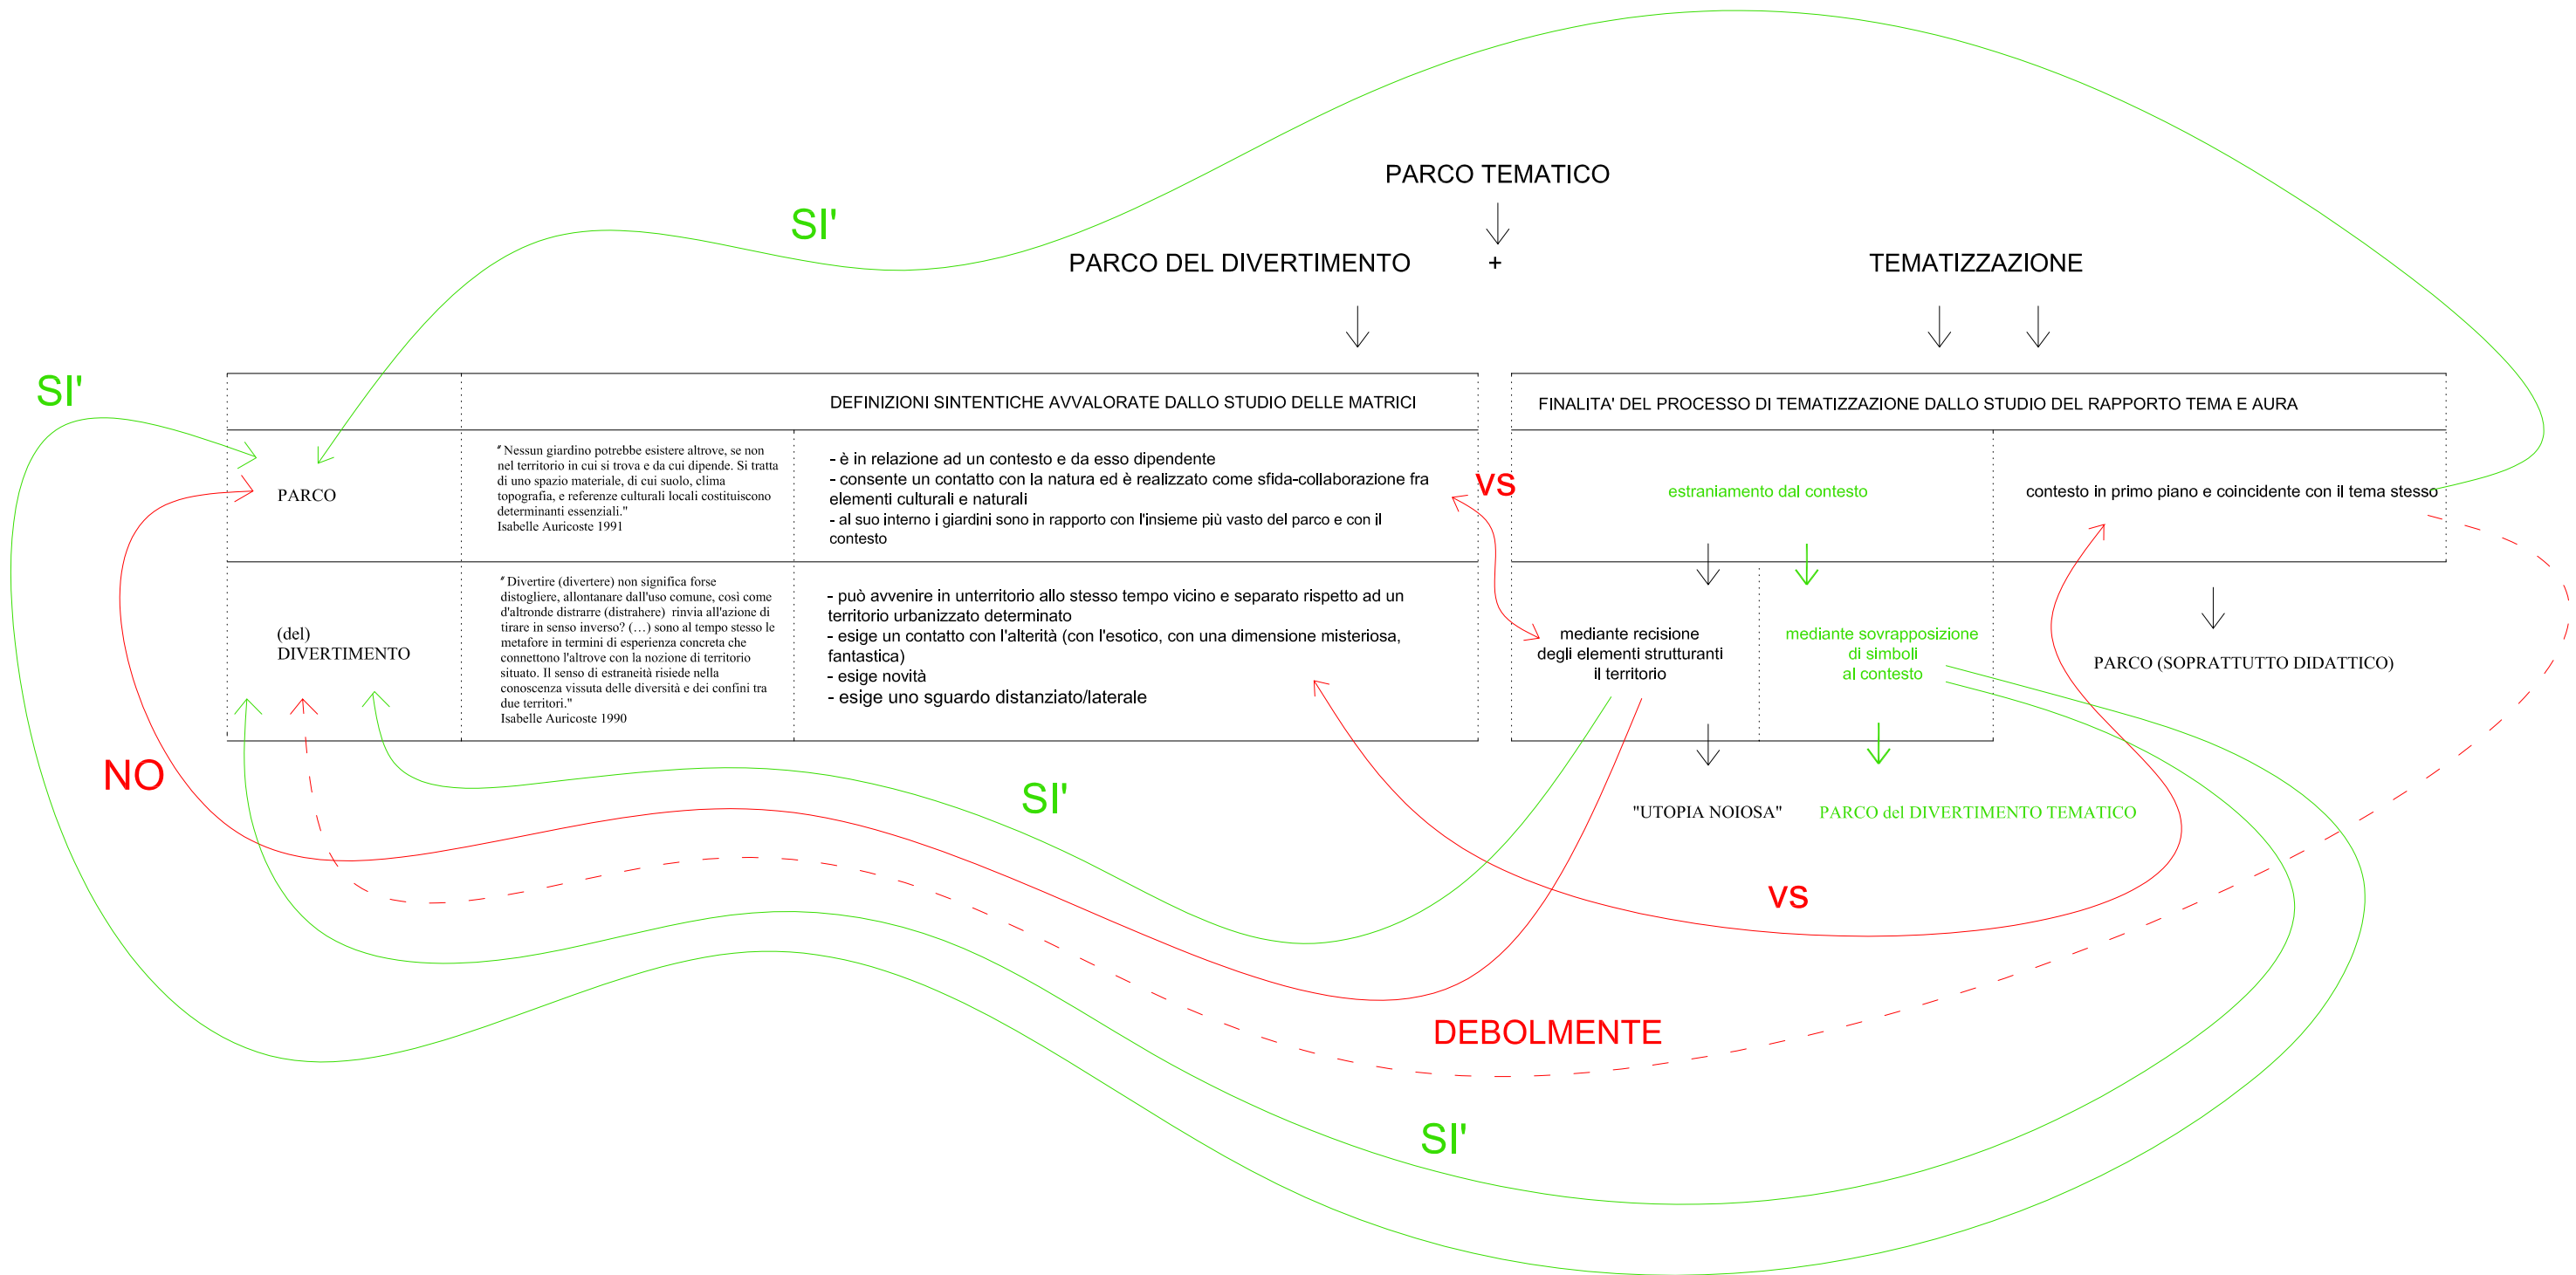 PARCO TEMATICO
SI'
PARCO DEL DIVERTIMENTO
+
TEMATIZZAZIONE
SI'
DEFINIZIONI SINTENTICHE AVVALORATE DALLO STUDIO DELLE MATRICI
FINALITA' DEL PROCESSO DI TEMATIZZAZIONE DALLO STUDIO DEL RAPPORTO TEMA E AURA
PARCO
"Nessun giardino potrebbe esistere altrove, se non
nel territorio in cui si trova e da cui dipende. Si tratta
di uno spazio materiale, di cui suolo, clima
topografia, e referenze culturali locali costituiscono
determinanti essenziali."
Isabelle Auricoste 1991
- è in relazione ad un contesto e da esso dipendente
- consente un contatto con la natura ed è realizzato come sfida-collaborazione fra
elementi culturali e naturali
- al suo interno i giardini sono in rapporto con l'insieme più vasto del parco e con il
contesto
vs
estraniamento dal contesto
contesto in primo piano e coincidente con il tema stesso
(del)
DIVERTIMENTO
"Divertire (divertere) non significa forse
distogliere, allontanare dall'uso comune, così come
d'altronde distrarre (distrahere) rinvia all'azione di
tirare in senso inverso? (…) sono al tempo stesso le
metafore in termini di esperienza concreta che
connettono l'altrove con la nozione di territorio
situato. Il senso di estraneità risiede nella
conoscenza vissuta delle diversità e dei confini tra
due territori."
Isabelle Auricoste 1990
- può avvenire in unterritorio allo stesso tempo vicino e separato rispetto ad un
territorio urbanizzato determinato
- esige un contatto con l'alterità (con l'esotico, con una dimensione misteriosa,
fantastica)
- esige novità
- esige uno sguardo distanziato/laterale
mediante recisione
degli elementi strutturanti
il territorio
mediante sovrapposizione
di simboli
al contesto
PARCO (SOPRATTUTTO DIDATTICO)
NO
SI'
"UTOPIA NOIOSA"
PARCO del DIVERTIMENTO TEMATICO
vs
DEBOLMENTE
SI'